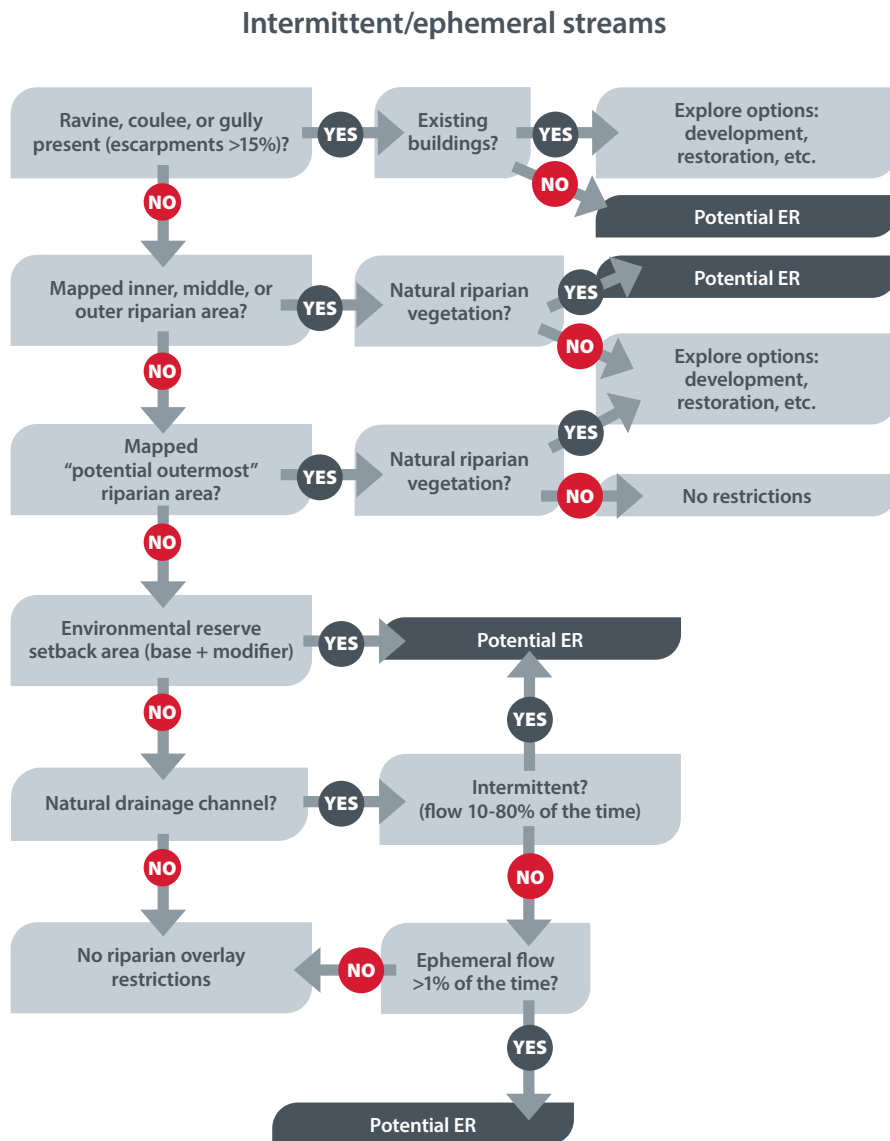 Intermittent/ephemeral streams
Ravine, coulee, or gully
present (escarpments >15%)?
YES
Existing
buildings?
YES
Explore options:
development,
restoration, etc.
NO
NO
Potential ER
Mapped inner, middle, or
outer riparian area?
YES
Natural riparian
vegetation?
YES
Potential ER
NO
NO
Explore options:
development,
restoration, etc.
Mapped
“potential outermost”
riparian area?
YES
Natural riparian
vegetation?
YES
NO
No restrictions
NO
Environmental reserve
setback area (base + modifier)
YES
Potential ER
NO
YES
Natural drainage channel?
YES
Intermittent?
(flow 10-80% of the time)
NO
NO
No riparian overlay
restrictions
NO
Ephemeral flow
>1% of the time?
YES
Potential ER